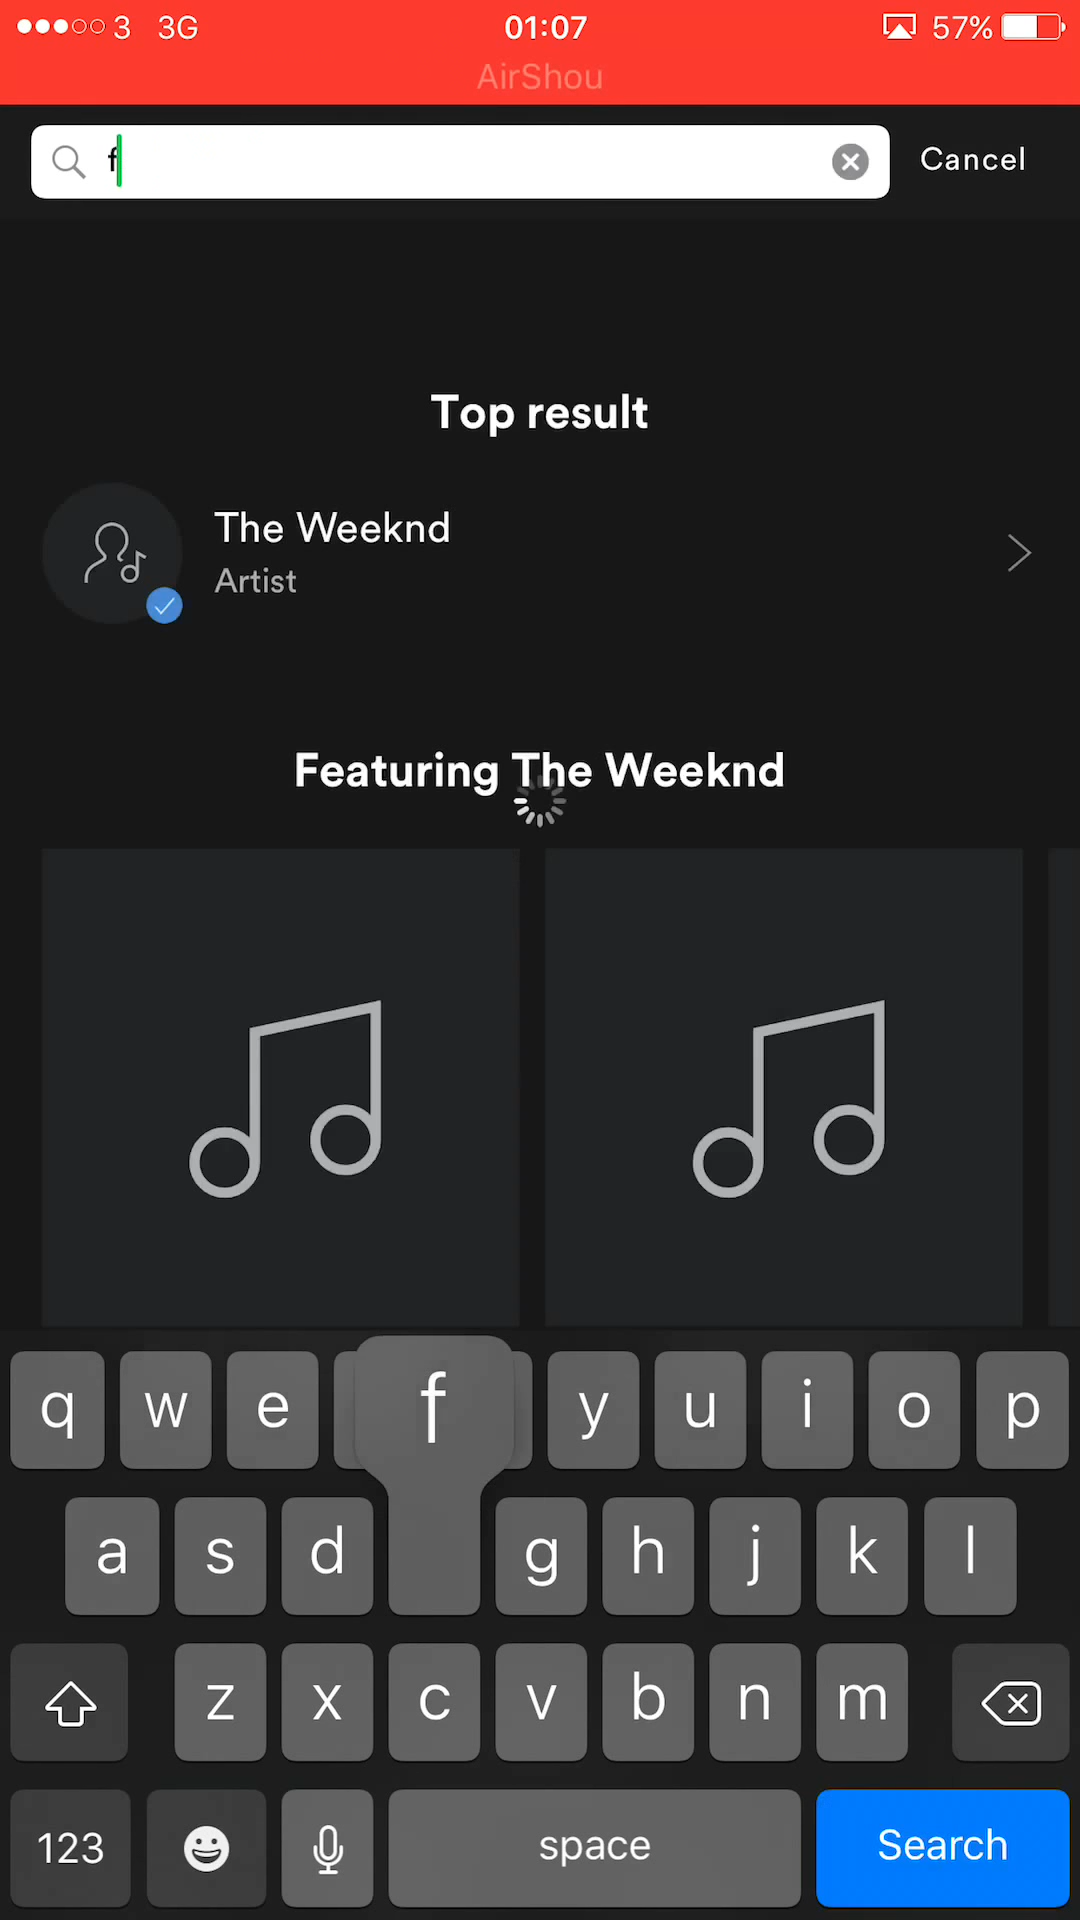 3 3G 01:07 57%
AirShou
f Cancel
Top result
The Weeknd
Artist
Featuring The Weeknd
q w e f y u i o p
a s d g h j k l
z x c v b n m
123 space Search